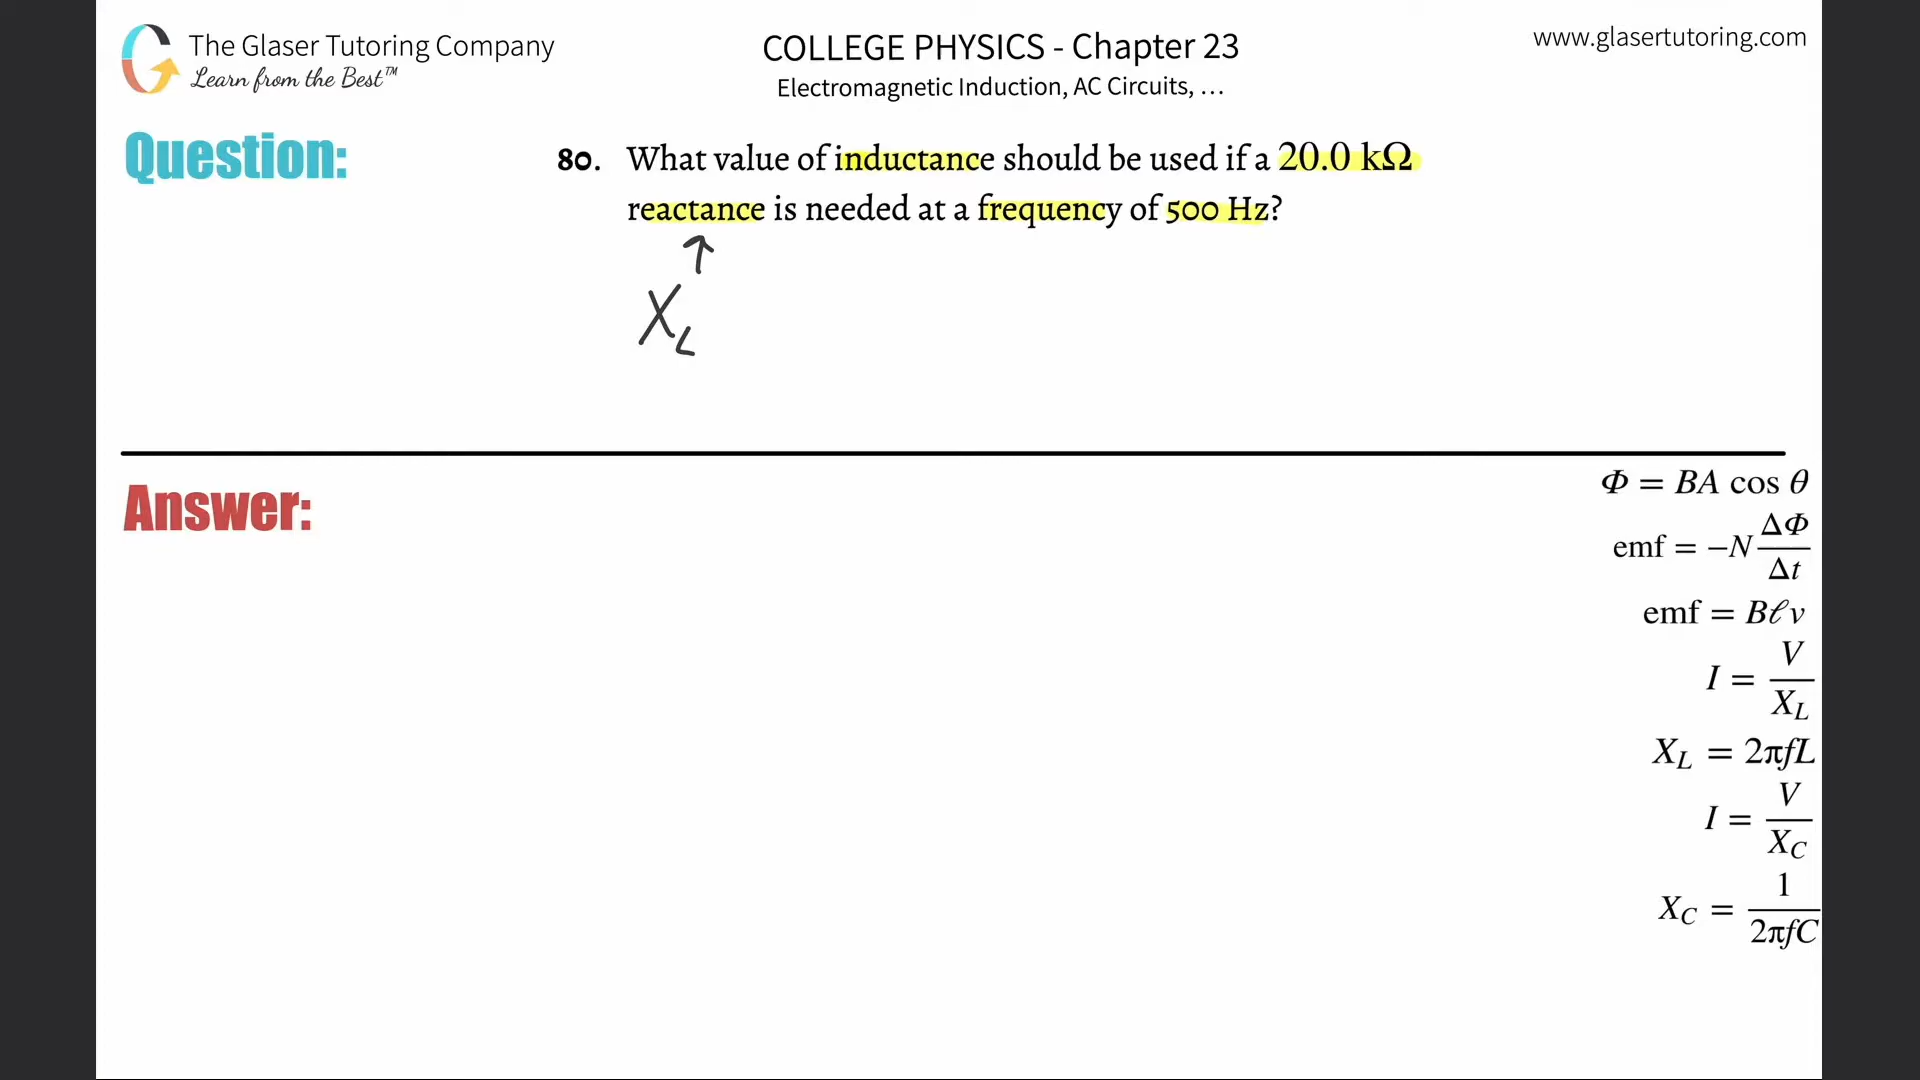 The Glaser Tutoring Company
Learn from the Best™
COLLEGE PHYSICS - Chapter 23
Electromagnetic Induction, AC Circuits, ...
www.glasertutoring.com
Question:
80. What value of inductance should be used if a 20.0 kΩ
reactance is needed at a frequency of 500 Hz?
↑
X_L
Answer:
Φ = BA cos θ
emf = −N ΔΦ/Δt
emf = Bℓv
I = V/X_L
X_L = 2πfL
I = V/X_C
X_C = 1/2πfC